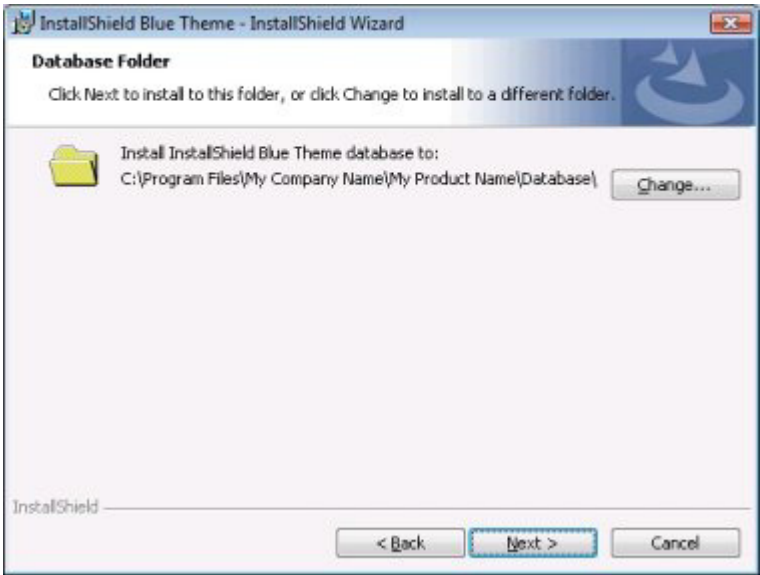 InstallShield Blue Theme - InstallShield Wizard
Database Folder
Click Next to install to this folder, or click Change to install to a different folder.
Install InstallShield Blue Theme database to:
C:\Program Files\My Company Name\My Product Name\Database\
Change...
InstallShield
< Back
Next >
Cancel